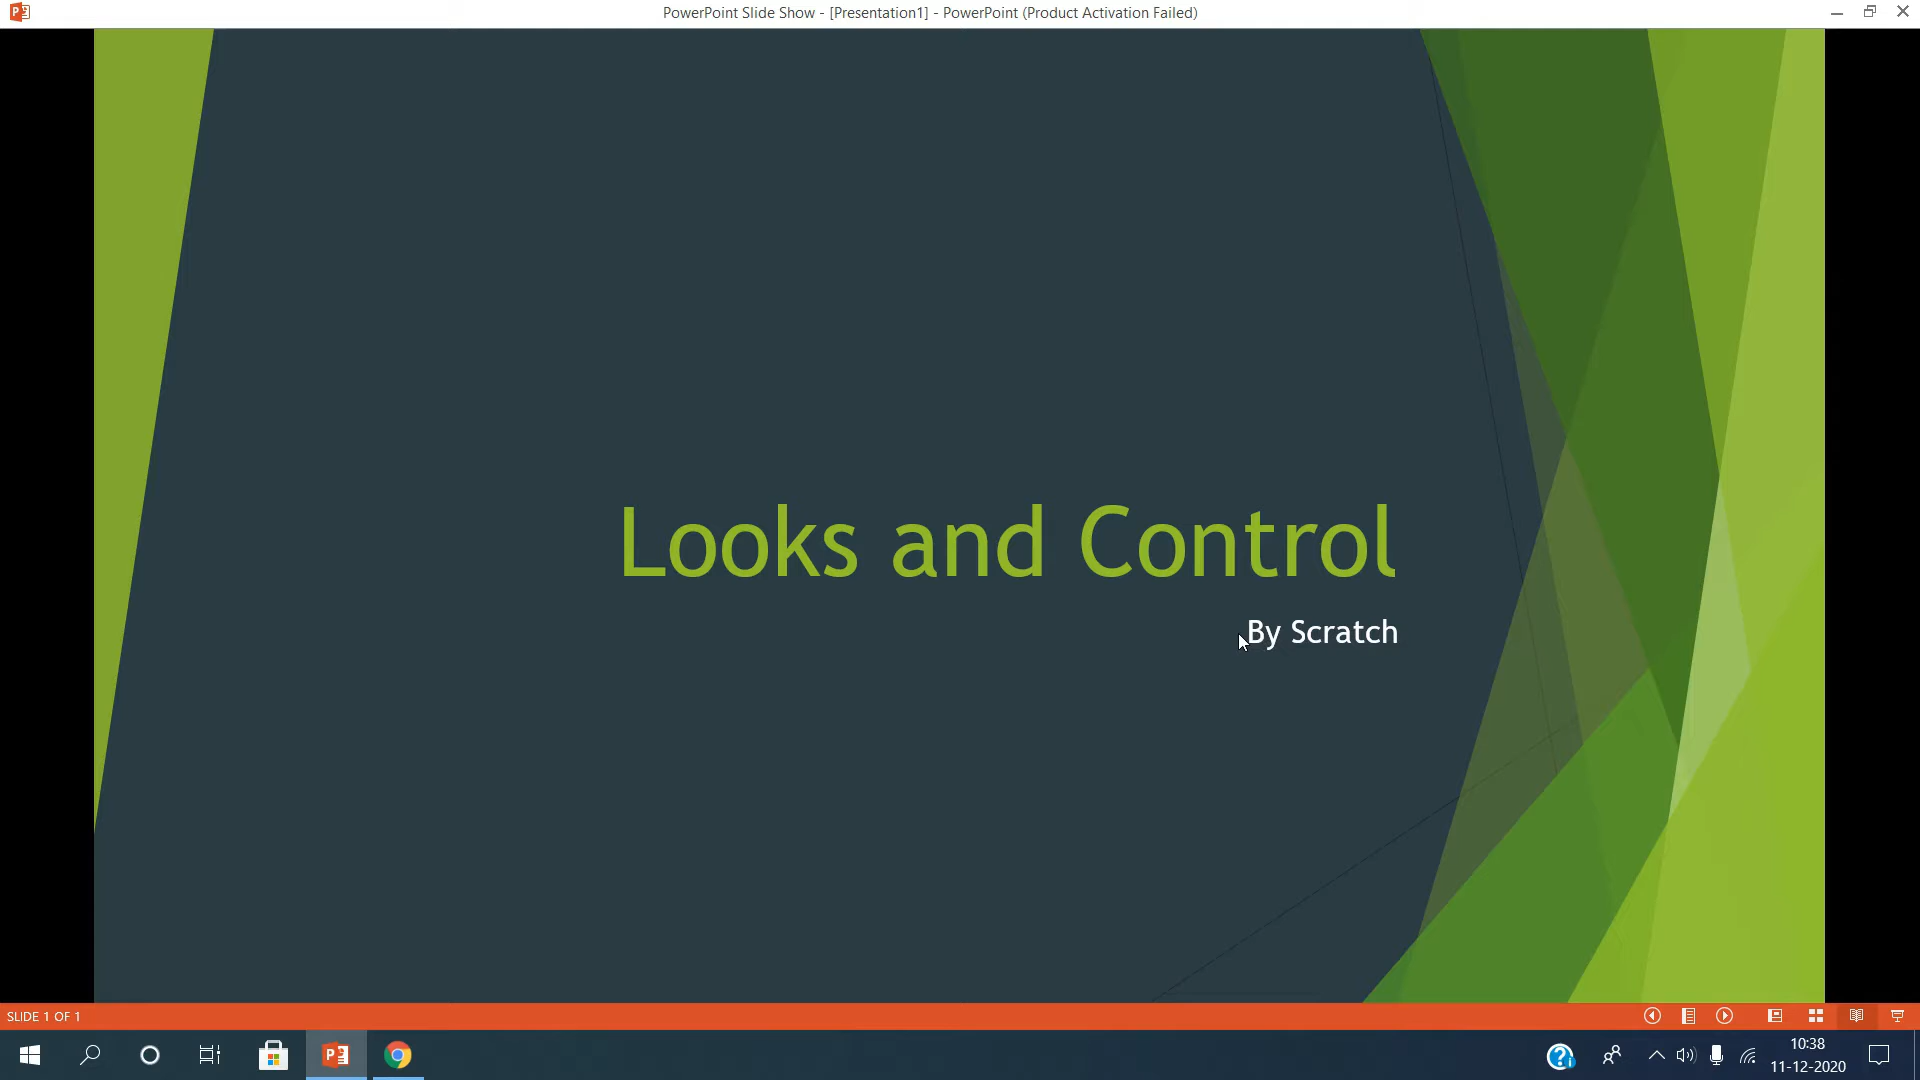 PowerPoint Slide Show - [Presentation1] - PowerPoint (Product Activation Failed)
Looks and Control
By Scratch
SLIDE 1 OF 1
10:38
11-12-2020